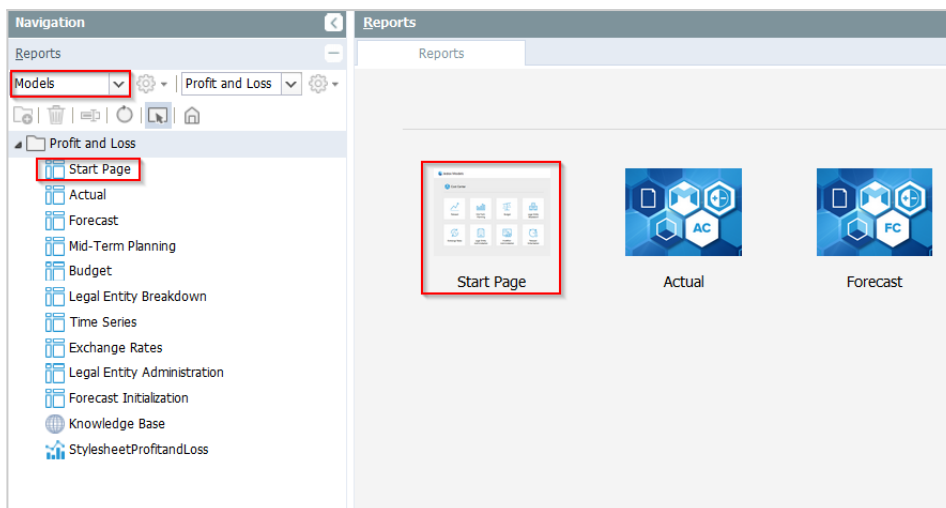 Navigation
Reports
Models
Profit and Loss
Profit and Loss
Start Page
Actual
Forecast
Mid-Term Planning
Budget
Legal Entity Breakdown
Time Series
Exchange Rates
Legal Entity Administration
Forecast Initialization
Knowledge Base
StylesheetProfitandLoss
Reports
Reports
Start Page
AC
Actual
FC
Forecast